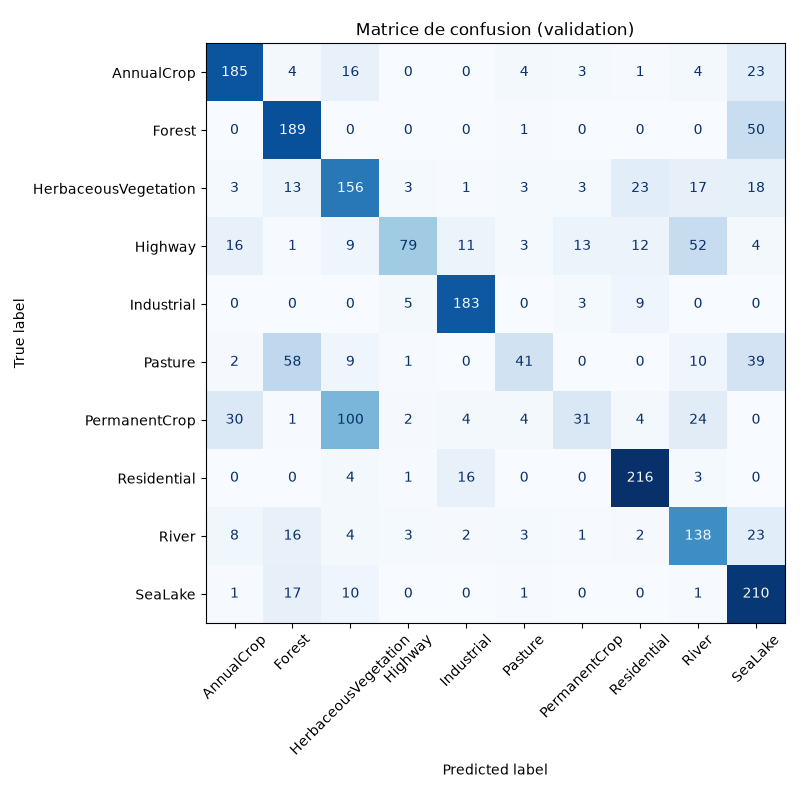 Matrice de confusion (validation)
AnnualCrop 185 4 16 0 0 4 3 1 4 23
Forest 0 189 0 0 0 1 0 0 0 50
HerbaceousVegetation 3 13 156 3 1 3 3 23 17 18
Highway 16 1 9 79 11 3 13 12 52 4
Industrial 0 0 0 5 183 0 3 9 0 0
Pasture 2 58 9 1 0 41 0 0 10 39
PermanentCrop 30 1 100 2 4 4 31 4 24 0
Residential 0 0 4 1 16 0 0 216 3 0
River 8 16 4 3 2 3 1 2 138 23
SeaLake 1 17 10 0 0 1 0 0 1 210
True label
AnnualCrop Forest HerbaceousVegetation Highway Industrial Pasture PermanentCrop Residential River SeaLake
Predicted label